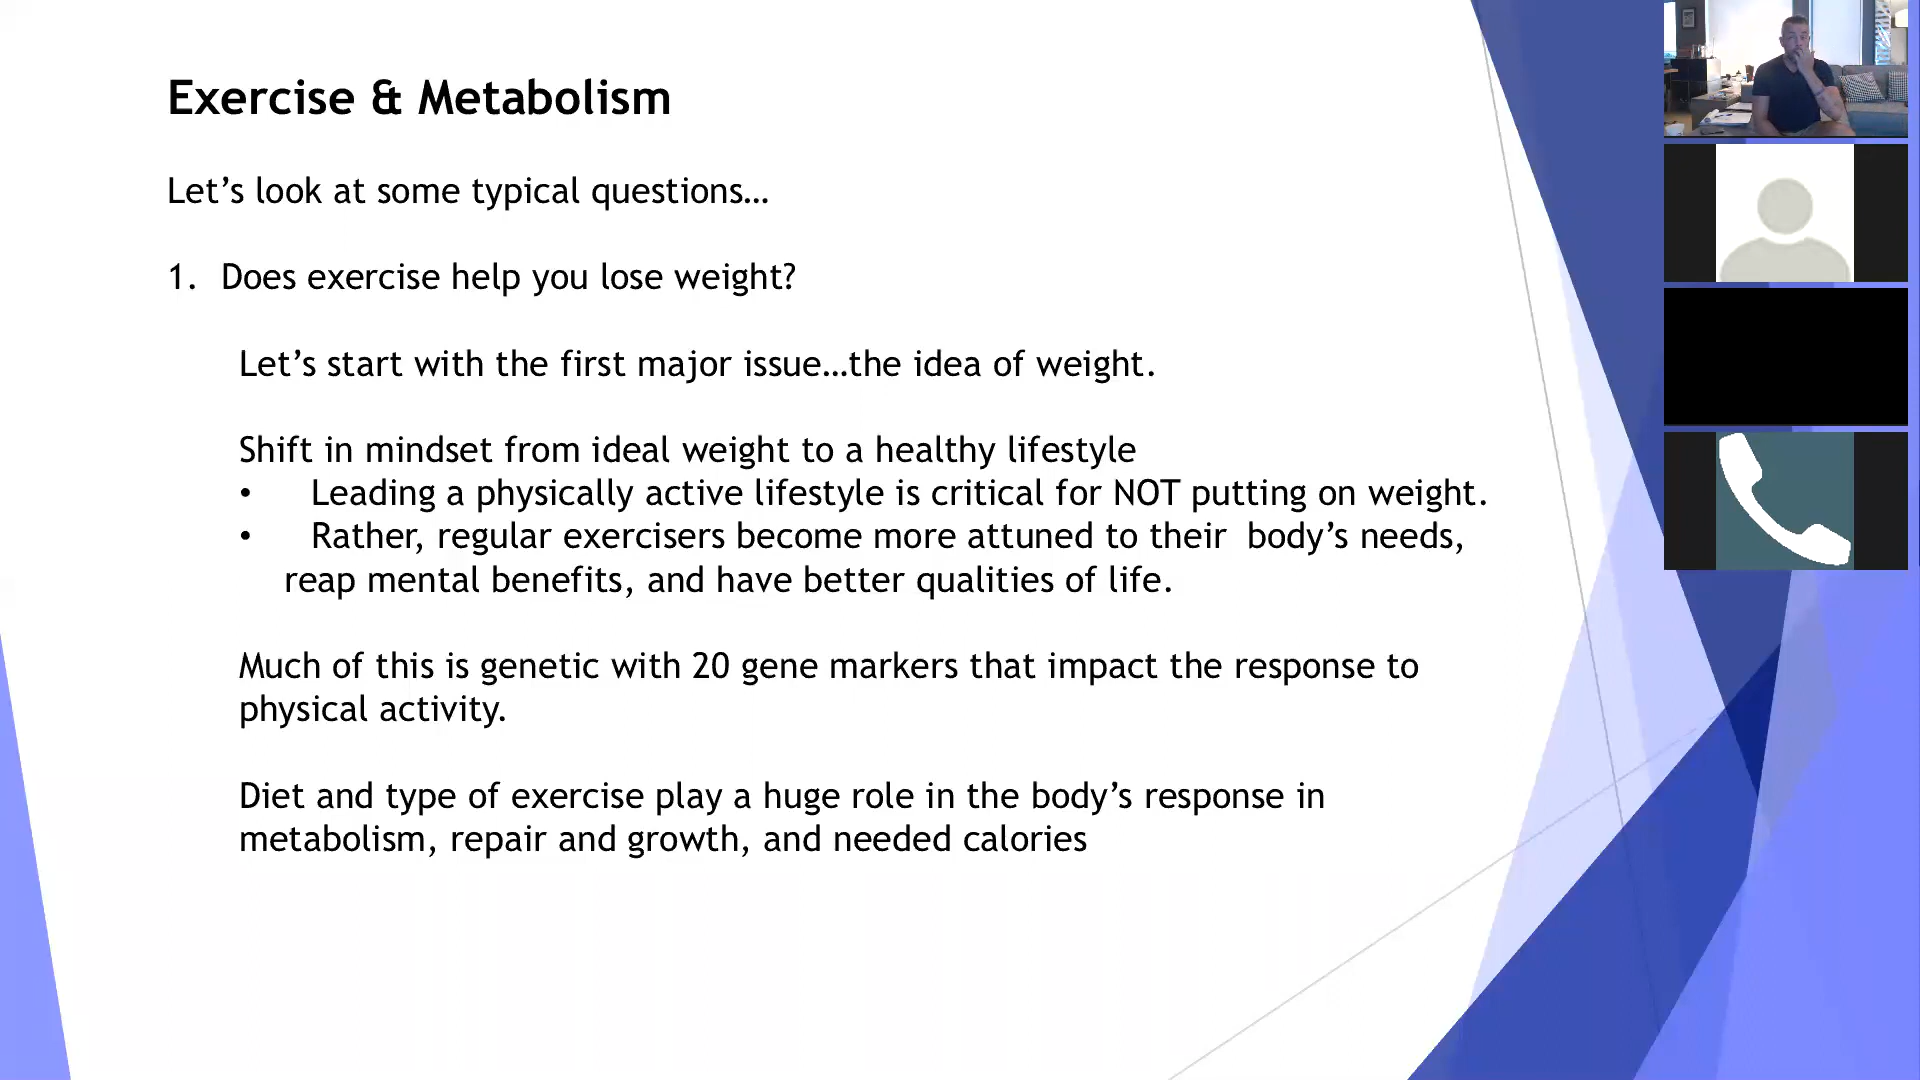 Exercise & Metabolism
Let’s look at some typical questions…
1. Does exercise help you lose weight?
Let’s start with the first major issue…the idea of weight.
Shift in mindset from ideal weight to a healthy lifestyle
• Leading a physically active lifestyle is critical for NOT putting on weight.
• Rather, regular exercisers become more attuned to their body’s needs,
reap mental benefits, and have better qualities of life.
Much of this is genetic with 20 gene markers that impact the response to
physical activity.
Diet and type of exercise play a huge role in the body’s response in
metabolism, repair and growth, and needed calories